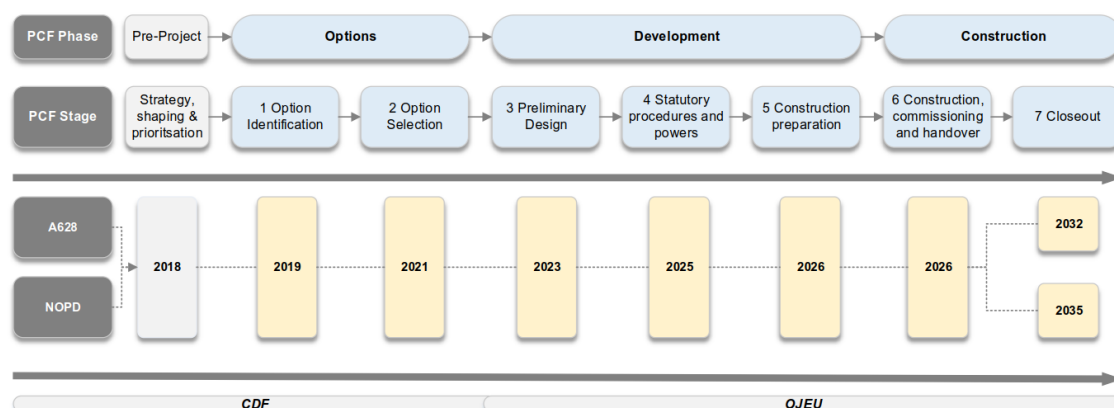 PCF Phase
Pre-Project
Options
Development
Construction
PCF Stage
Strategy,
shaping &
prioritisation
1 Option
Identification
2 Option
Selection
3 Preliminary
Design
4 Statutory
procedures and
powers
5 Construction
preparation
6 Construction,
commissioning
and handover
7 Closeout
A628
NOPD
2018
2019
2021
2023
2025
2026
2026
2032
2035
CDF
OJEU